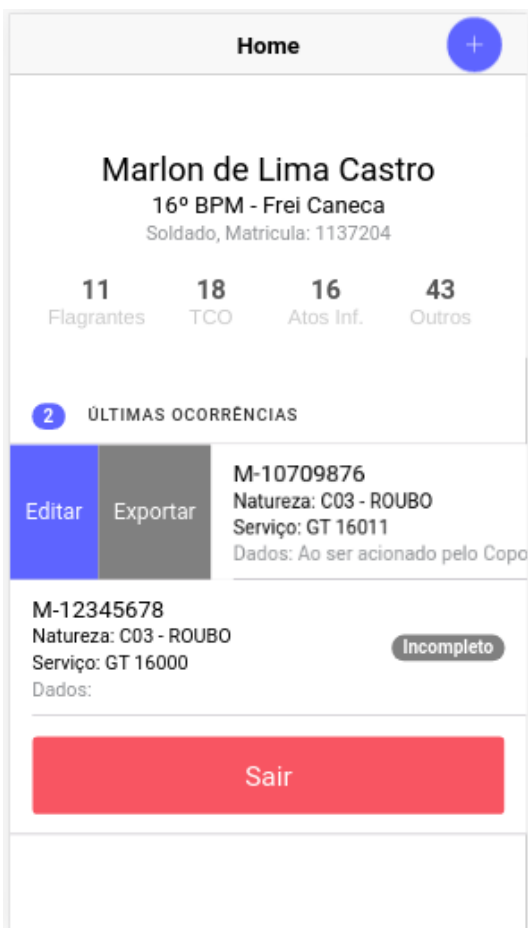 Home
+
Marlon de Lima Castro
16º BPM - Frei Caneca
Soldado, Matricula: 1137204
11 18 16 43
Flagrantes TCO Atos Inf. Outros
2 ÚLTIMAS OCORRÊNCIAS
Editar Exportar
M-10709876
Natureza: C03 - ROUBO
Serviço: GT 16011
Dados: Ao ser acionado pelo Copo
M-12345678
Natureza: C03 - ROUBO
Serviço: GT 16000
Dados:
Incompleto
Sair